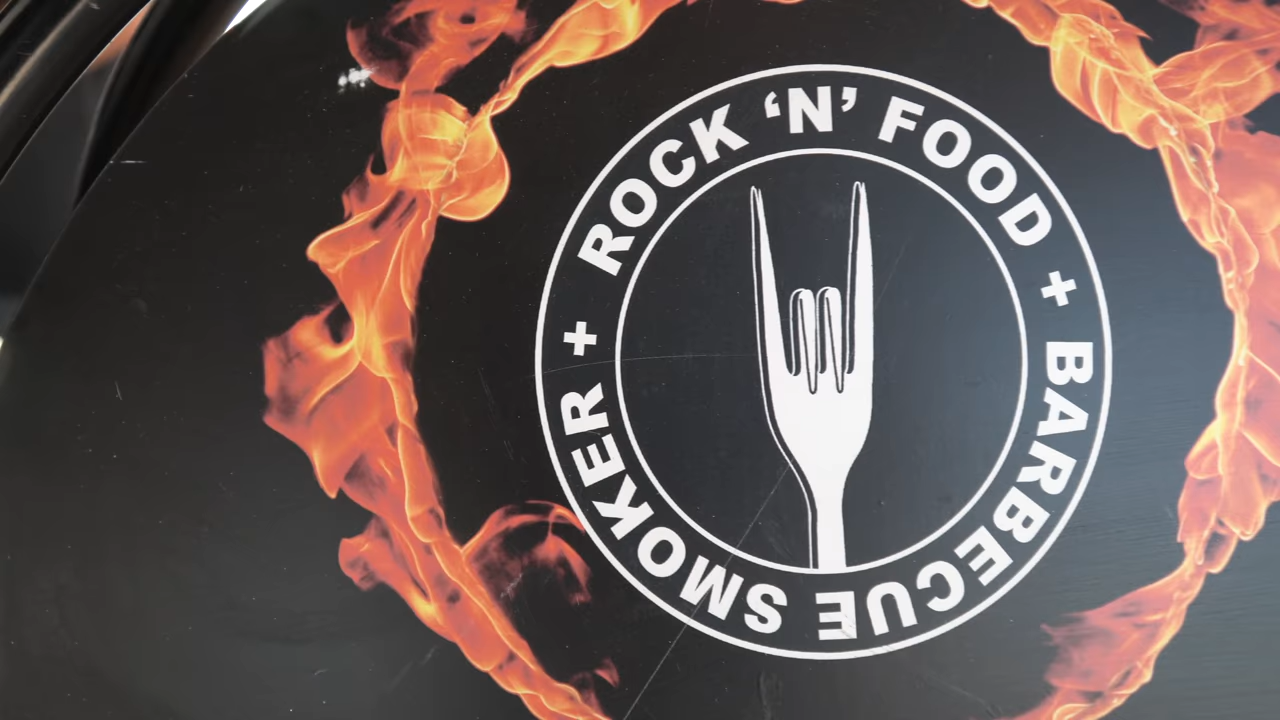 ROCK ‘N’ FOOD + BARBECUE SMOKER +